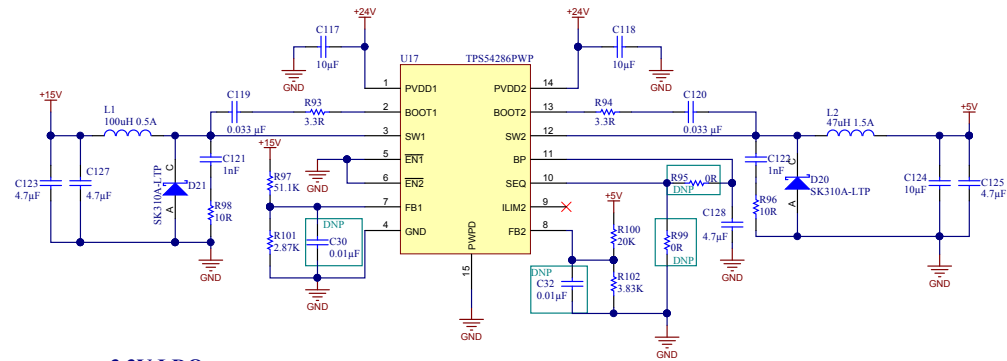 +24V
+24V
C117
10µF
GND
C118
10µF
GND
U17
TPS54286PWP
1
PVDD1
PVDD2
14
2
BOOT1
BOOT2
13
3
SW1
SW2
12
5
EN1
BP
11
6
EN2
SEQ
10
7
FB1
ILIM2
9
4
GND
FB2
8
PWPD
15
GND
+15V
L1
100uH 0.5A
C119
0.033 µF
R93
3.3R
C123
4.7µF
C127
4.7µF
SK310A-LTP
C
A
D21
C121
1nF
R98
10R
GND
+15V
R97
51.1K
R101
2.87K
GND
DNP
C30
0.01µF
GND
R94
3.3R
C120
0.033 µF
L2
47uH 1.5A
+5V
R95
0R
DNP
C128
4.7µF
GND
+5V
R100
20K
R102
3.83K
R99
0R
DNP
DNP
C32
0.01µF
GND
C122
1nF
R96
10R
C
A
D20
SK310A-LTP
C124
10µF
C125
4.7µF
GND